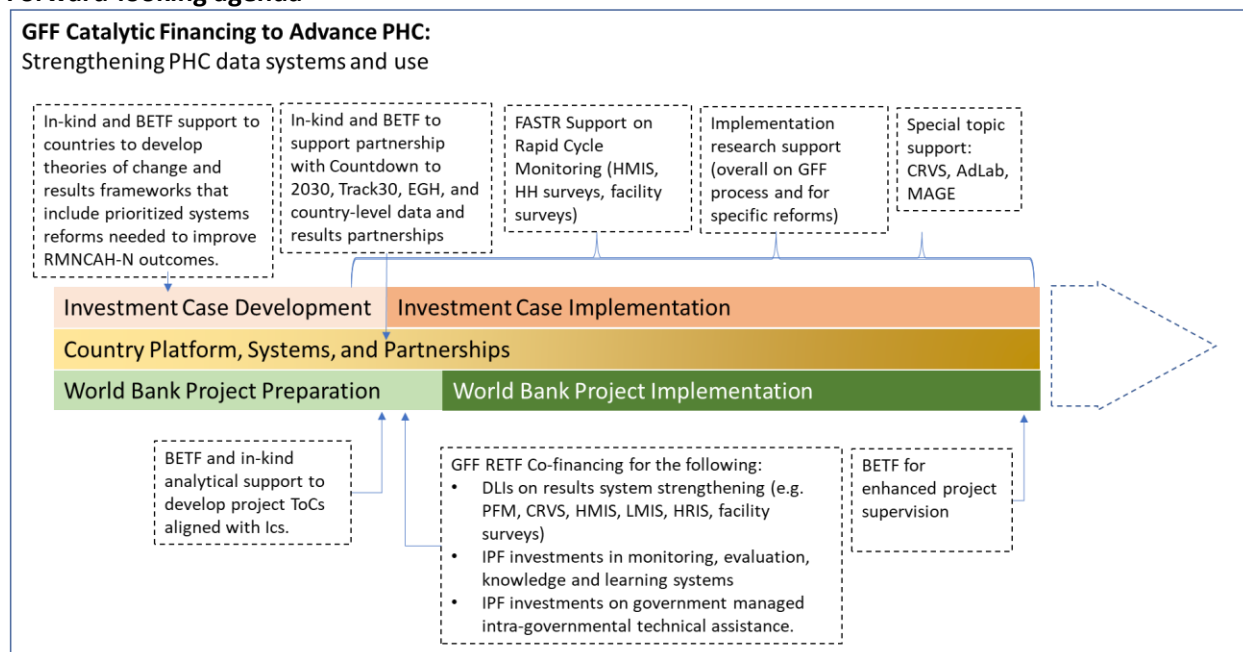 Forward-looking agenda
GFF Catalytic Financing to Advance PHC:
Strengthening PHC data systems and use
In-kind and BETF support to
countries to develop
theories of change and
results frameworks that
include prioritized systems
reforms needed to improve
RMNCAH-N outcomes.
In-kind and BETF to
support partnership
with Countdown to
2030, Track30, EGH, and
country-level data and
results partnerships
FASTR Support on
Rapid Cycle
Monitoring (HMIS,
HH surveys, facility
surveys)
Implementation
research support
(overall on GFF
process and for
specific reforms)
Special topic
support:
CRVS, AdLab,
MAGE
Investment Case Development
Investment Case Implementation
Country Platform, Systems, and Partnerships
World Bank Project Preparation
World Bank Project Implementation
BETF and in-kind
analytical support to
develop project ToCs
aligned with Ics.
GFF RETF Co-financing for the following:
• DLIs on results system strengthening (e.g.
PFM, CRVS, HMIS, LMIS, HRIS, facility
surveys)
• IPF investments in monitoring, evaluation,
knowledge and learning systems
• IPF investments on government managed
intra-governmental technical assistance.
BETF for
enhanced project
supervision